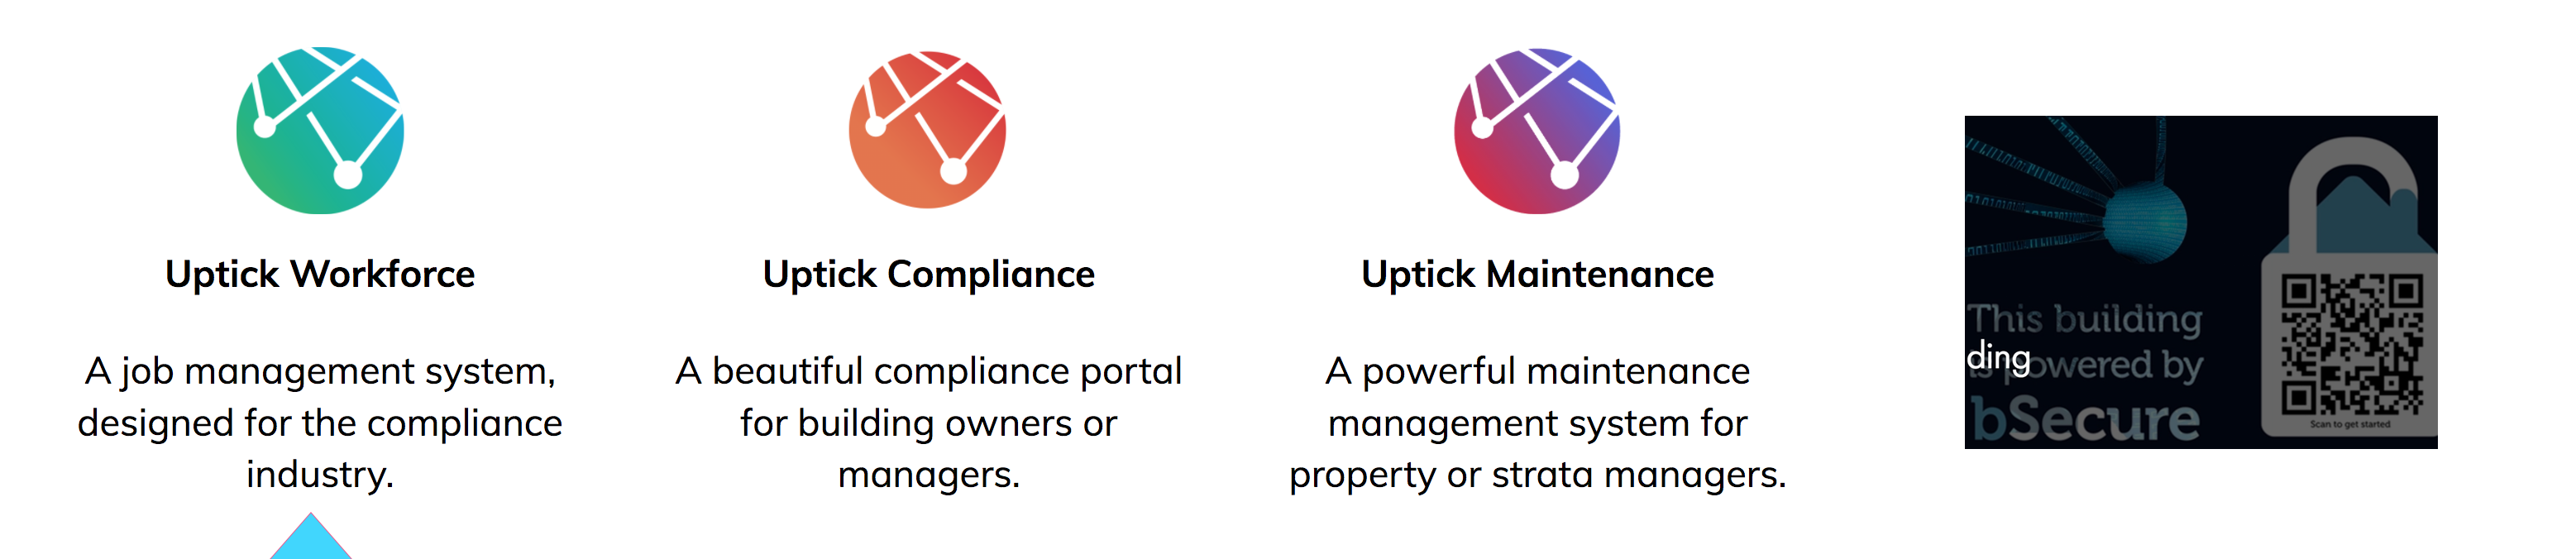 Uptick Workforce
A job management system,
designed for the compliance
industry.
Uptick Compliance
A beautiful compliance portal
for building owners or
managers.
Uptick Maintenance
A powerful maintenance
management system for
property or strata managers.
This building
ding
powered by
bSecure
Scan to get started